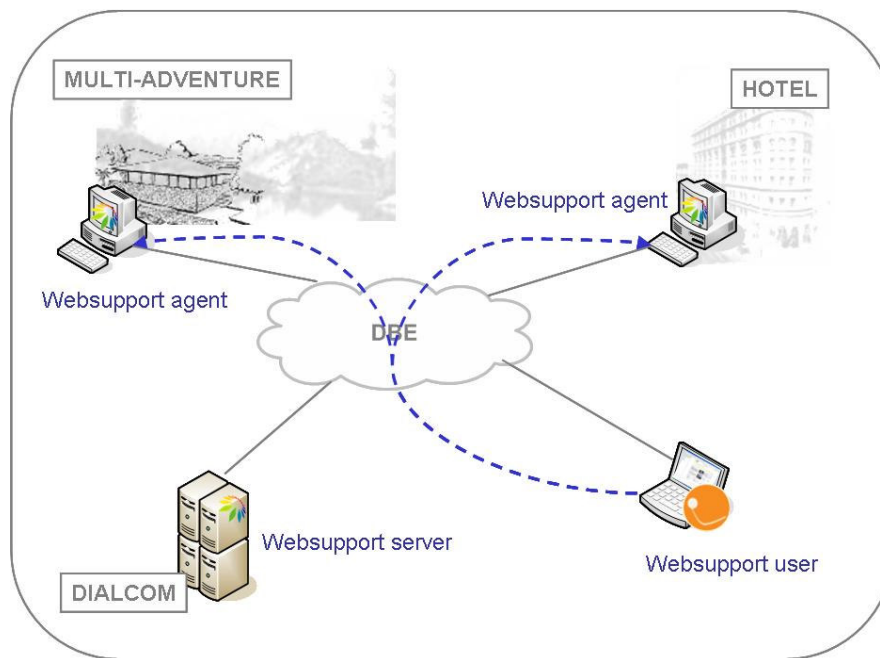 MULTI-ADVENTURE
HOTEL
Websupport agent
Websupport agent
DBE
Websupport server
Websupport user
DIALCOM